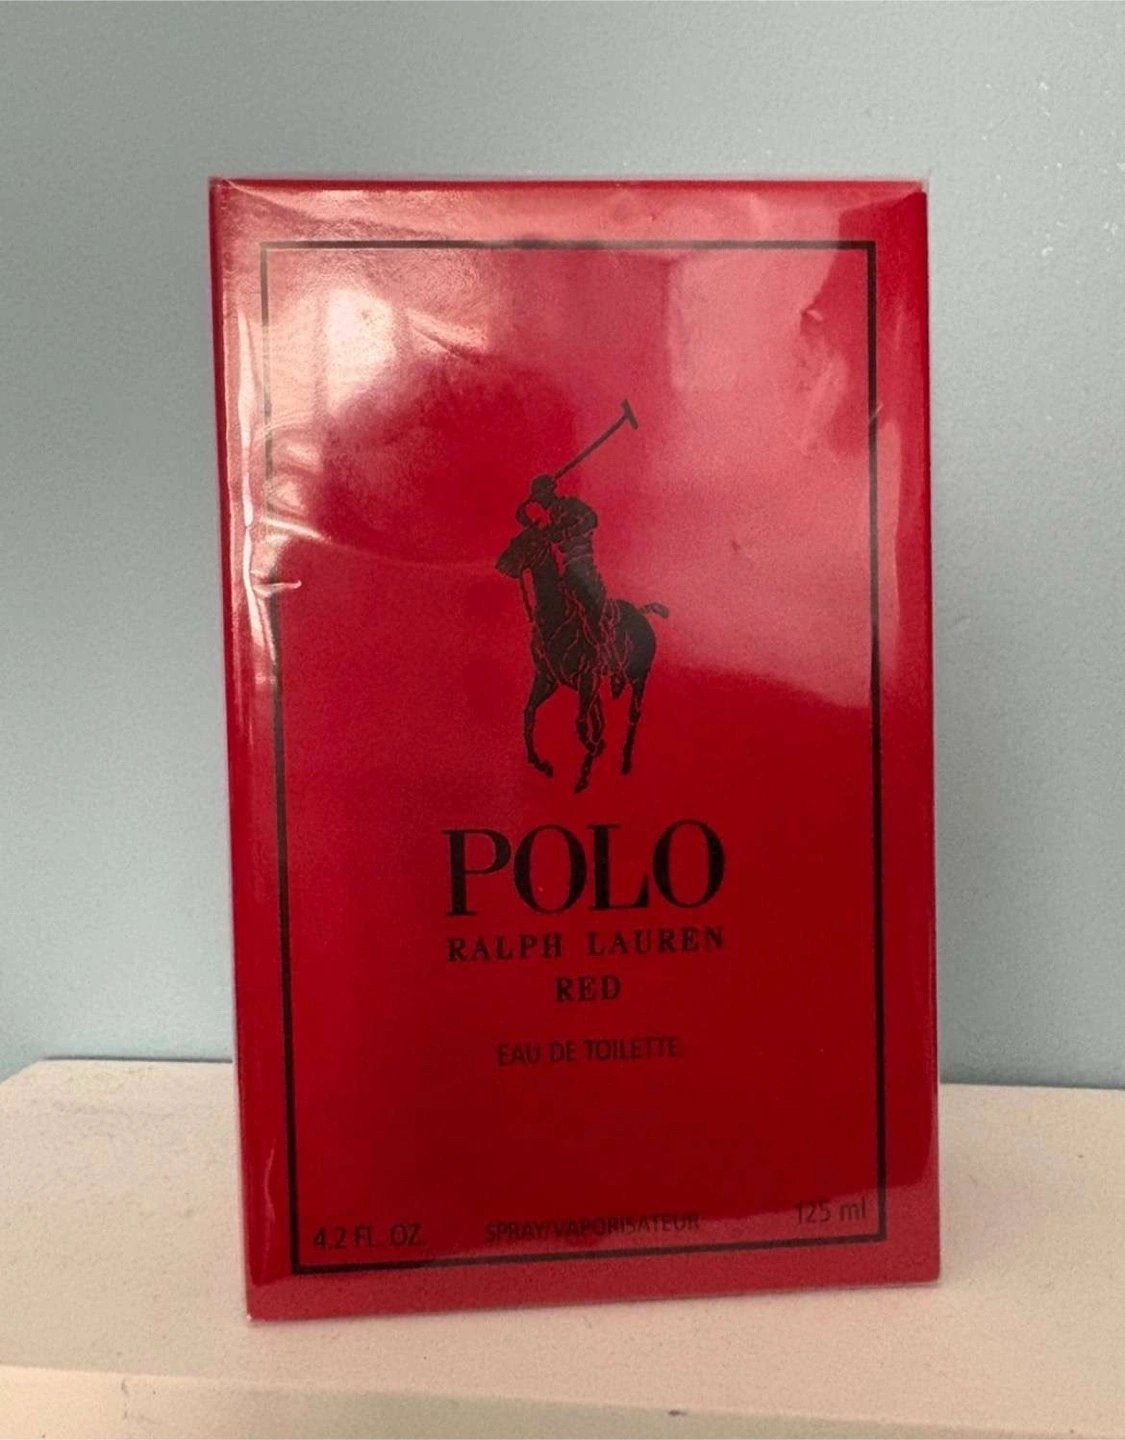 POLO
RALPH LAUREN
RED
EAU DE TOILETTE
4.2 FL. OZ. SPRAY/VAPORISATEUR 125 ml